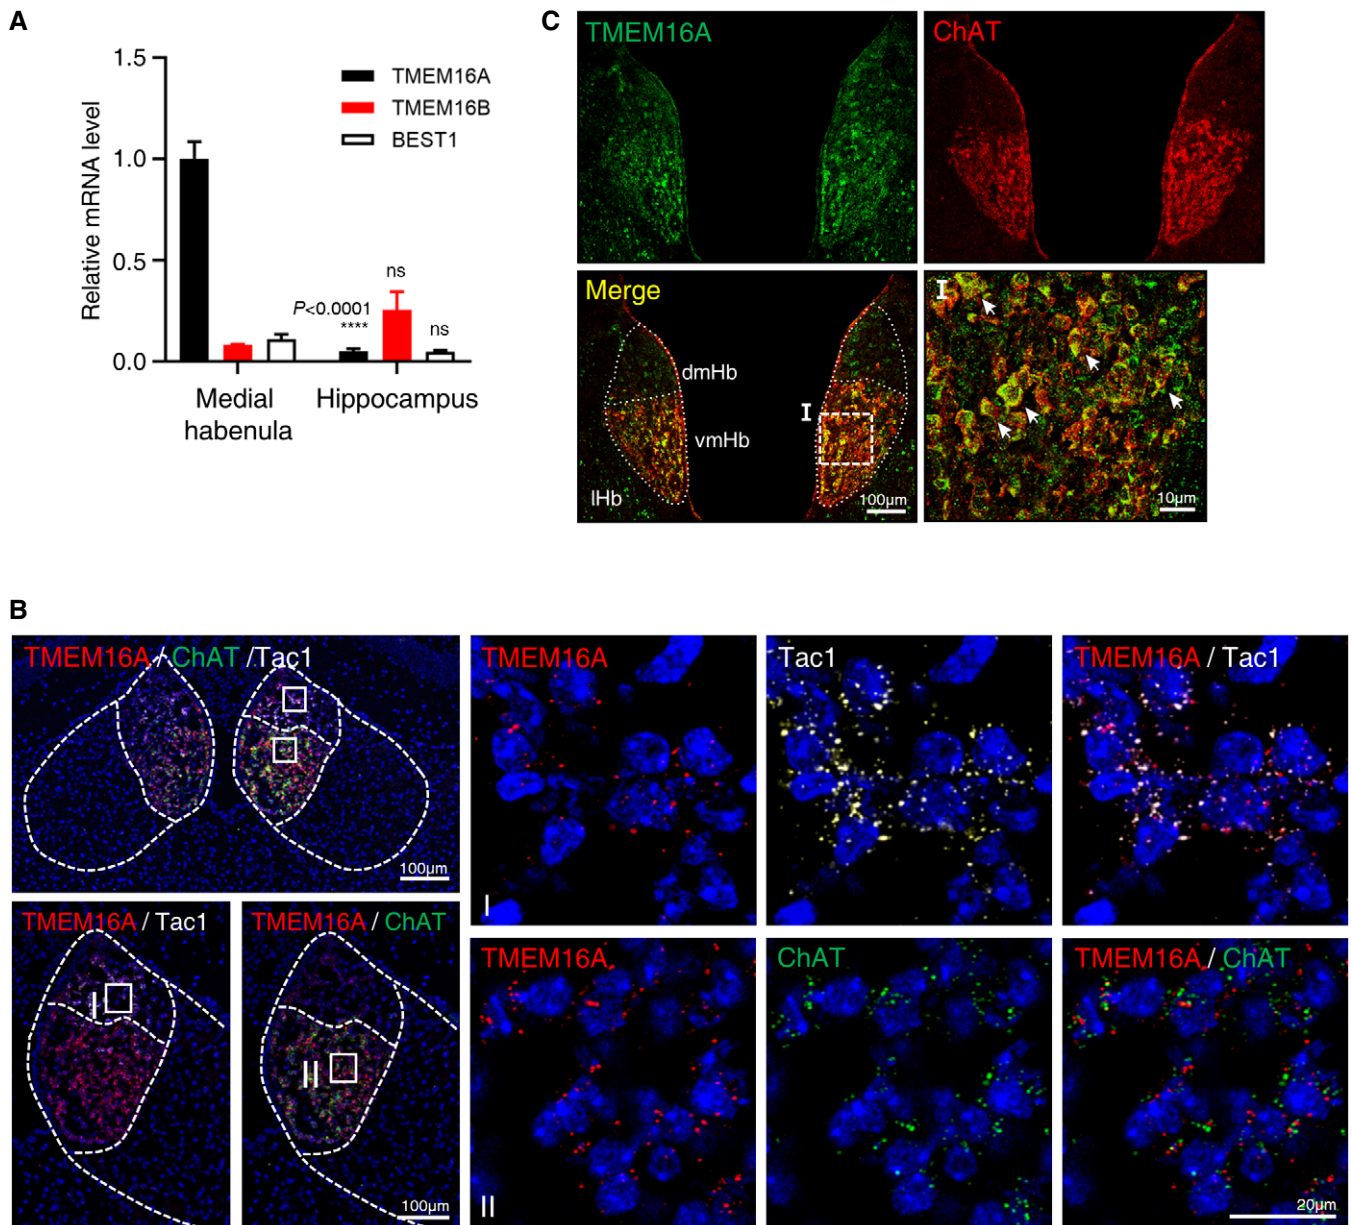 A
1.5
1.0
0.5
0.0
Relative mRNA level
TMEM16A
TMEM16B
BEST1
P<0.0001
****
ns
ns
Medial
habenula
Hippocampus
C
TMEM16A
ChAT
Merge
dmHb
vmHb
lHb
I
100μm
I
10μm
B
TMEM16A / ChAT /Tac1
100μm
TMEM16A / Tac1
I
TMEM16A / ChAT
II
100μm
TMEM16A
I
Tac1
TMEM16A / Tac1
TMEM16A
II
ChAT
TMEM16A / ChAT
20μm